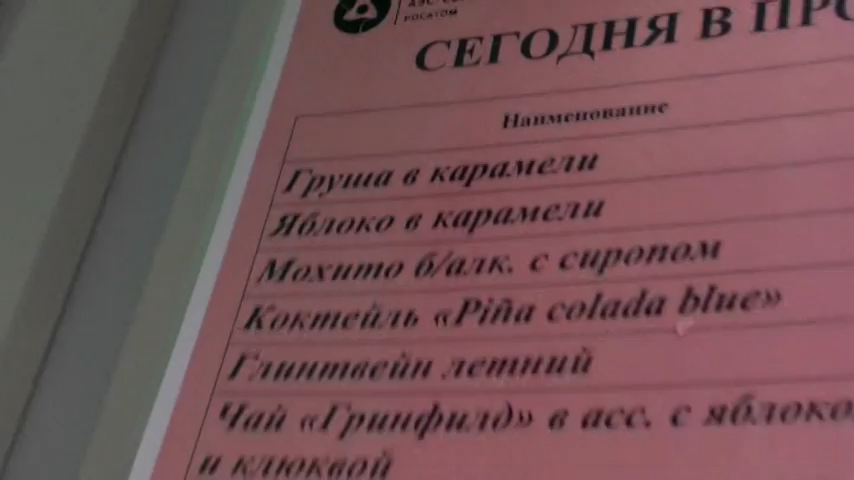 РОСАТОМ
СЕГОДНЯ В
Наименование
Груша в карамели
Яблоко в карамели
Мохито б/алк. с сиропом
Коктейль «Piña colada blue»
Глинтвейн летний
Чай «Гринфилд» в асс. с яблоко
и клюквой